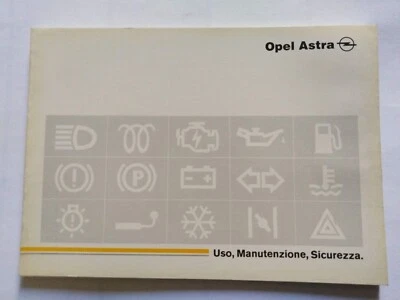 Opel Astra
P
Uso, Manutenzione, Sicurezza.